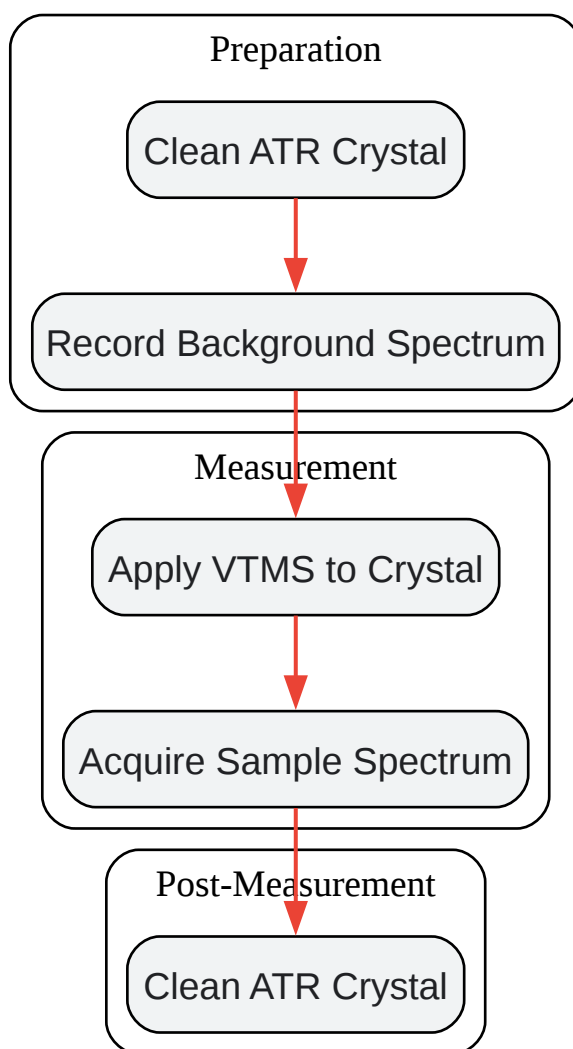 Preparation
Clean ATR Crystal
Record Background Spectrum
Measurement
Apply VTMS to Crystal
Acquire Sample Spectrum
Post-Measurement
Clean ATR Crystal